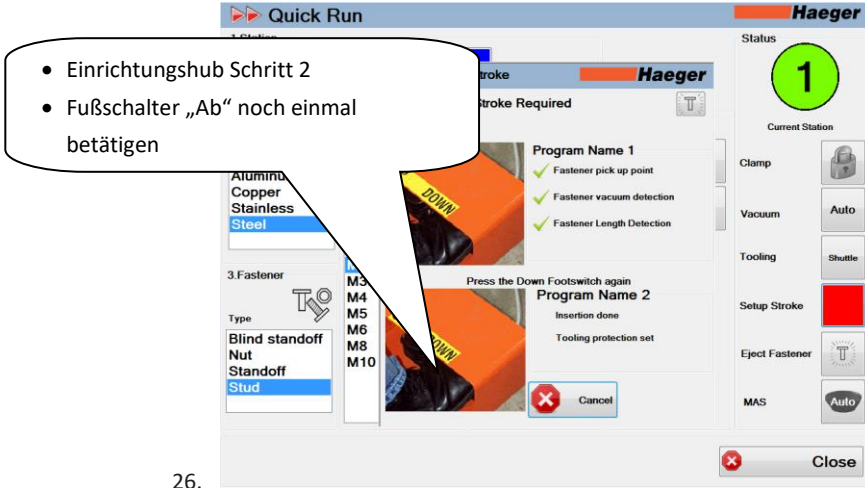 Quick Run
Haeger
1.Station
Status
• Einrichtungshub Schritt 2
• Fußschalter „Ab“ noch einmal
betätigen
Haeger
1
Current Station
Required
T
Program Name 1
Fastener pick up point
Fastener vacuum detection
Fastener Length Detection
DOWN
Clamp
Copper
Stainless
Steel
Vacuum
Auto
Tooling
Shuttle
3.Fastener
Type
Blind standoff
Nut
Standoff
Stud
M3
M4
M5
M6
M8
M10
Press the Down Footswitch again
Program Name 2
Insertion done
Tooling protection set
DOWN
Cancel
Setup Stroke
Eject Fastener
T
MAS
Auto
Close
26.